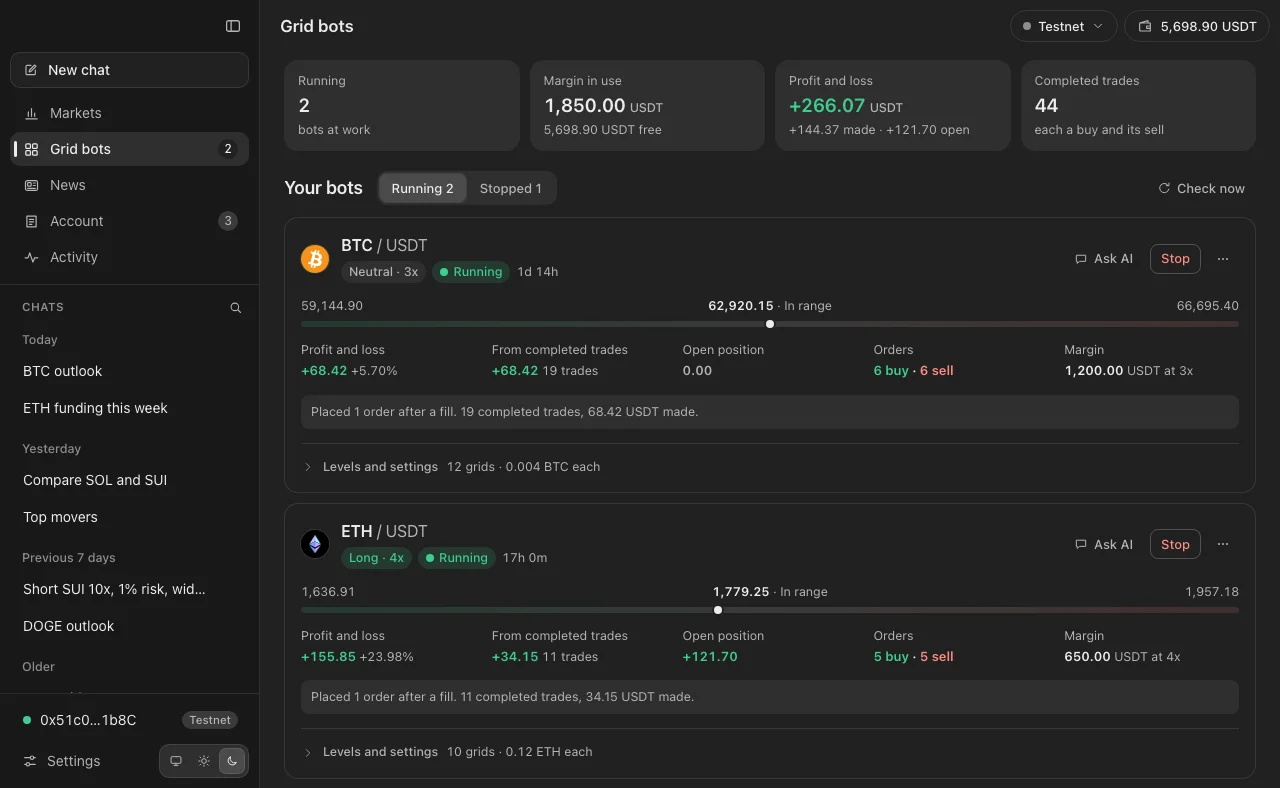 Grid bots
Testnet
5,698.90 USDT
New chat
Markets
Grid bots 2
News
Account 3
Activity
CHATS
Today
BTC outlook
ETH funding this week
Yesterday
Compare SOL and SUI
Top movers
Previous 7 days
Short SUI 10x, 1% risk, wid...
DOGE outlook
Older
0x51c0...1b8C Testnet
Settings
Running
2
bots at work
Margin in use
1,850.00 USDT
5,698.90 USDT free
Profit and loss
+266.07 USDT
+144.37 made · +121.70 open
Completed trades
44
each a buy and its sell
Your bots Running 2 Stopped 1 Check now
BTC / USDT
Neutral · 3x Running 1d 14h
Ask AI Stop ...
59,144.90 62,920.15 · In range 66,695.40
Profit and loss From completed trades Open position Orders Margin
+68.42 +5.70% +68.42 19 trades 0.00 6 buy · 6 sell 1,200.00 USDT at 3x
Placed 1 order after a fill. 19 completed trades, 68.42 USDT made.
Levels and settings 12 grids · 0.004 BTC each
ETH / USDT
Long · 4x Running 17h 0m
Ask AI Stop ...
1,636.91 1,779.25 · In range 1,957.18
Profit and loss From completed trades Open position Orders Margin
+155.85 +23.98% +34.15 11 trades +121.70 5 buy · 5 sell 650.00 USDT at 4x
Placed 1 order after a fill. 11 completed trades, 34.15 USDT made.
Levels and settings 10 grids · 0.12 ETH each